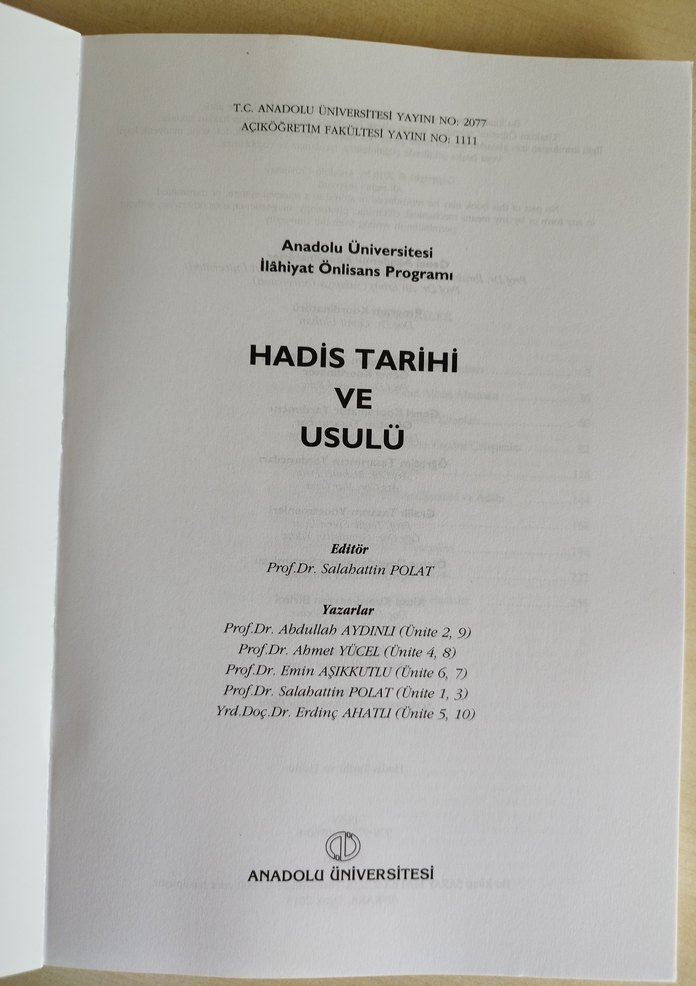 T.C. ANADOLU ÜNİVERSİTESİ YAYINI NO: 2077
AÇIKÖĞRETİM FAKÜLTESİ YAYINI NO: 1111
Anadolu Üniversitesi
İlâhiyat Önlisans Programı
HADİS TARİHİ
VE
USULÜ
Editör
Prof.Dr. Salahattin POLAT
Yazarlar
Prof.Dr. Abdullah AYDINLI (Ünite 2, 9)
Prof.Dr. Ahmet YÜCEL (Ünite 4, 8)
Prof.Dr. Emin AŞIKKUTLU (Ünite 6, 7)
Prof.Dr. Salahattin POLAT (Ünite 1, 3)
Yrd.Doç.Dr. Erdinç AHATLI (Ünite 5, 10)
ANADOLU ÜNİVERSİTESİ